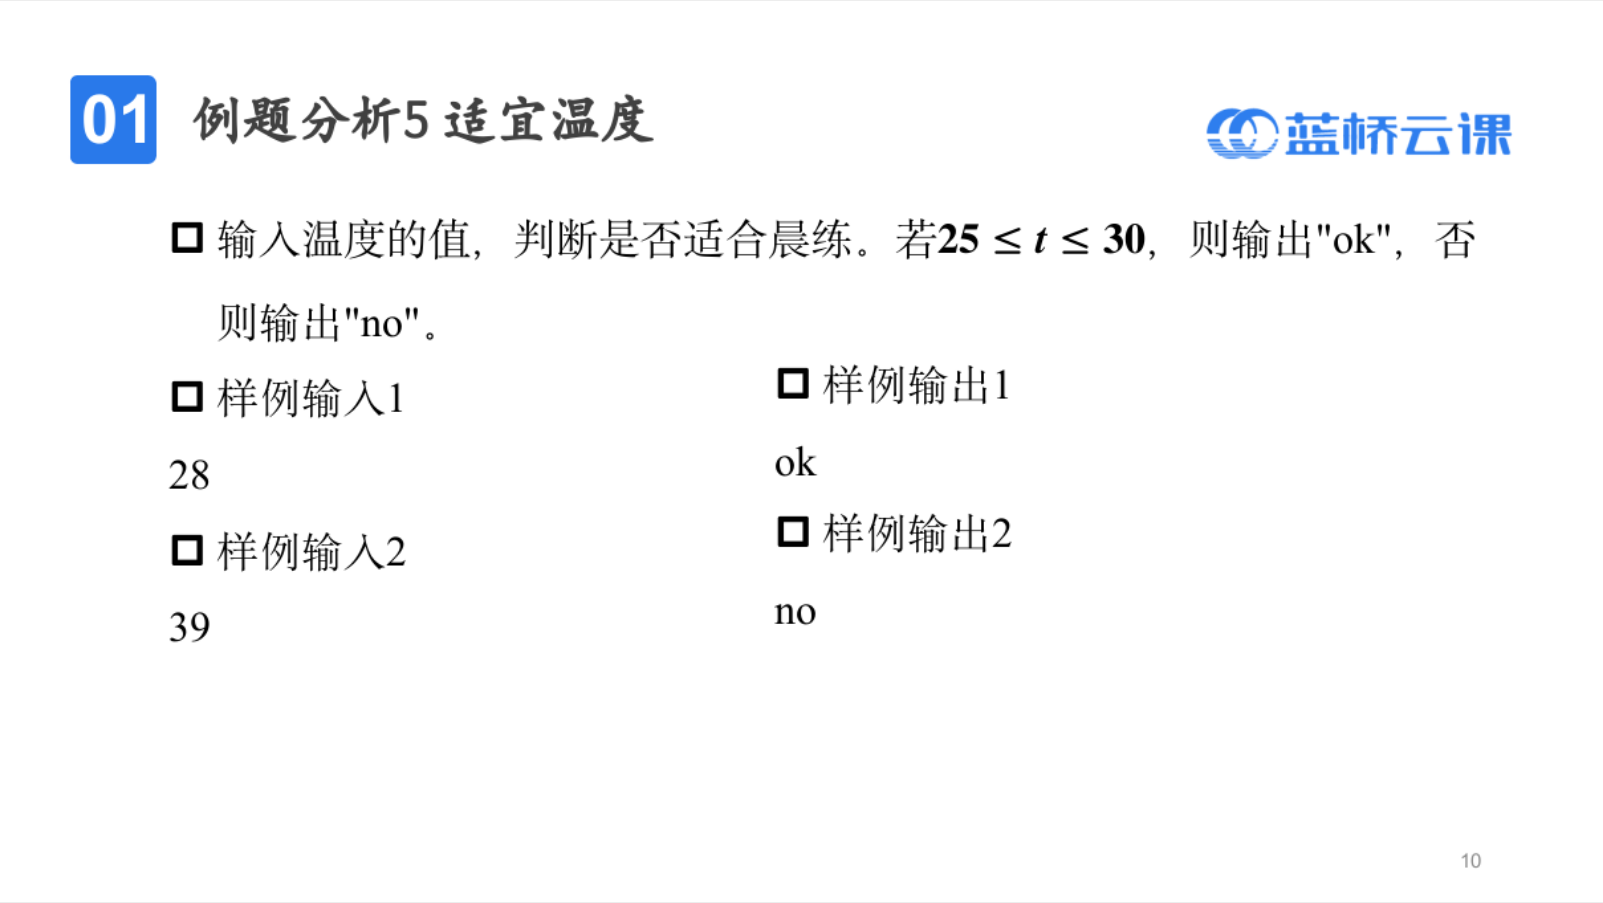 01 例题分析5 适宜温度
蓝桥云课
输入温度的值，判断是否适合晨练。若25 ≤ t ≤ 30，则输出"ok"，否
则输出"no"。
样例输入1
28
样例输入2
39
样例输出1
ok
样例输出2
no
10